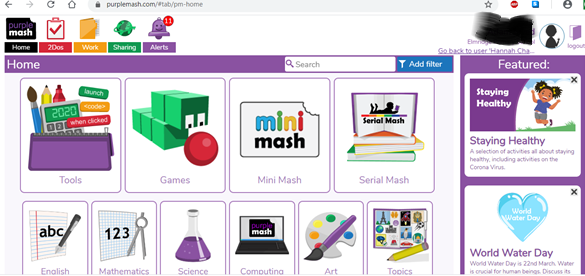 purplemash.com/#tab/pm-home
purple
mash
11
Home 2Dos Work Sharing Alerts
Go back to user 'Hannah Cha...
logout
Home
Search
Add filter
Featured:
launch
2020
<code>
when clicked
Tools
Games
mini
mash
Mini Mash
Serial Mash
Serial Mash
Staying
Healthy
Staying Healthy
A selection of activities all about staying
healthy, including activities on the
Corona Virus.
abc
English
123
Mathematics
Science
purple
mash
Computing
Art
Topics
World
Water Day
World Water Day
World Water Day is 22nd March. Water
is crucial for human beings. Discuss its